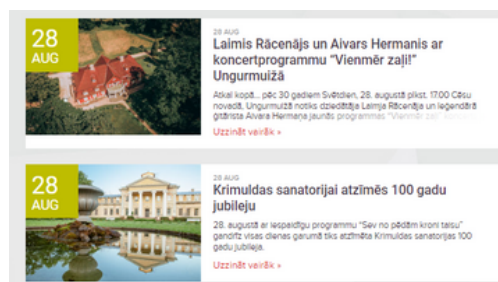 28
AUG
28 AUG
Laimis Rācenājs un Aivars Hermanis ar
koncertprogrammu "Vienmēr zaļi!"
Ungurmuižā
Atkal kopā... pēc 30 gadiem Svētdien, 28. augustā plkst. 17.00 Cēsu
novadā, Ungurmuižā notiks dziedātāja Laimja Rācenāja un leģendārā
ģitārista Aivara Hermaņa jaunās programmas "Vienmēr zaļi"
Uzzināt vairāk »
28
AUG
28 AUG
Krimuldas sanatorijai atzīmēs 100 gadu
jubileju
28. augustā ar iespaidīgu programmu "Sev no pēdām kroni taisu"
gandrīz visas dienas garumā tiks atzīmēta Krimuldas sanatorijas 100
gadu jubileja.
Uzzināt vairāk »